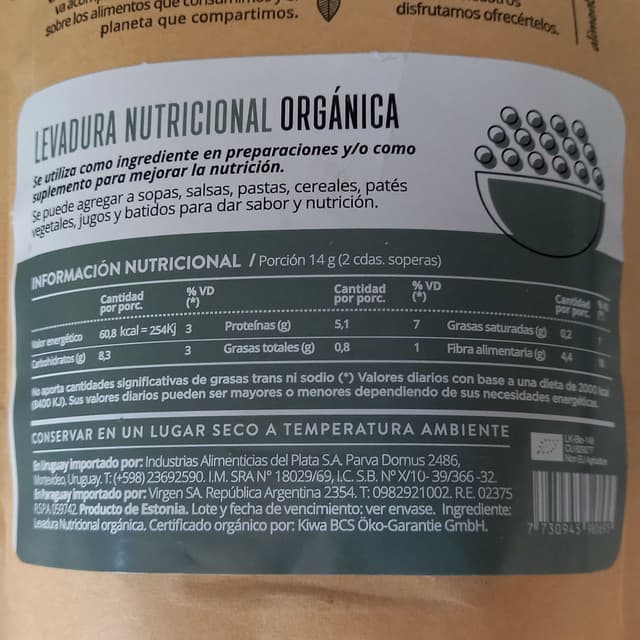 sobre los alimentos que
planeta que compartimos.
disfrutamos ofrecértelos.
LEVADURA NUTRICIONAL ORGÁNICA
Se utiliza como ingrediente en preparaciones y/o como
suplemento para mejorar la nutrición.
Se puede agregar a sopas, salsas, pastas, cereales, patés
vegetales, jugos y batidos para dar sabor y nutrición.
INFORMACIÓN NUTRICIONAL / Porción 14 g (2 cdas. soperas)
Cantidad por porc. % VD (*) Cantidad por porc. % VD (*) Cantidad por porc.
Valor energético 60,8 kcal = 254Kj 3 Proteínas (g) 5,1 7 Grasas saturadas (g) 0,2 1
Carbohidratos (g) 8,3 3 Grasas totales (g) 0,8 1 Fibra alimentaria (g) 4,4
No aporta cantidades significativas de grasas trans ni sodio (*) Valores diarios con base a una dieta de 2000 kcal
(8400 KJ). Sus valores diarios pueden ser mayores o menores dependiendo de sus necesidades energéticas.
CONSERVAR EN UN LUGAR SECO A TEMPERATURA AMBIENTE
En Uruguay importado por: Industrias Alimenticias del Plata S.A. Parva Domus 2486,
Montevideo, Uruguay. T: (+598) 23692590. I.M. SRA N° 18029/69, I.C. S.B. N° X/10- 39/366 -32.
En Paraguay importado por: Virgen SA. República Argentina 2354. T: 0982921002. R.E. 02375
R.S.P.A. 059742. Producto de Estonia. Lote y fecha de vencimiento: ver envase. Ingrediente:
Levadura Nutricional orgánica. Certificado orgánico por: Kiwa BCS Öko-Garantie GmbH.
7 730945